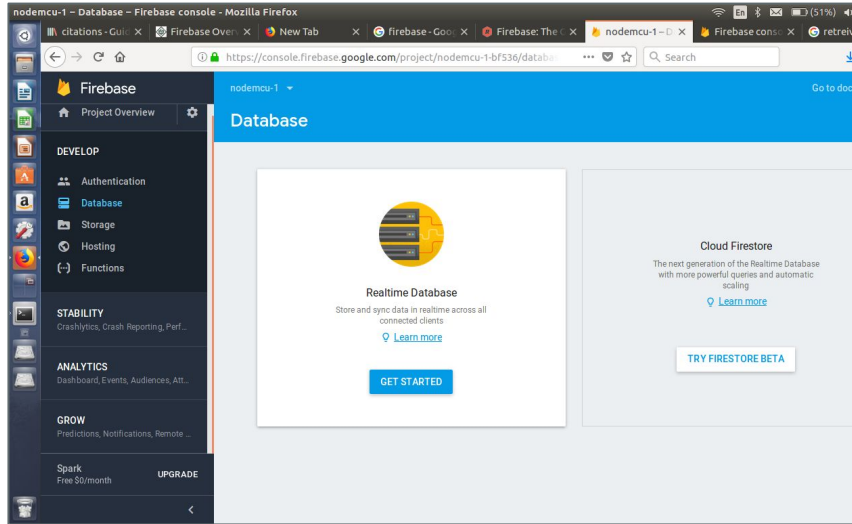 nodemcu-1 – Database – Firebase console - Mozilla Firefox
En
(51%)
citations - Guid
Firebase Overv
New Tab
firebase - Goog
Firebase: The C
nodemcu-1 – D
Firebase conso
retreiv
https://console.firebase.google.com/project/nodemcu-1-bf536/databa
Search
Firebase
nodemcu-1
Go to doc
Project Overview
Database
DEVELOP
Authentication
Database
Storage
Hosting
Functions
STABILITY
Crashlytics, Crash Reporting, Perf...
ANALYTICS
Dashboard, Events, Audiences, Att...
GROW
Predictions, Notifications, Remote ...
Spark
Free $0/month
UPGRADE
Realtime Database
Store and sync data in realtime across all
connected clients
Learn more
GET STARTED
Cloud Firestore
The next generation of the Realtime Database
with more powerful queries and automatic
scaling
Learn more
TRY FIRESTORE BETA